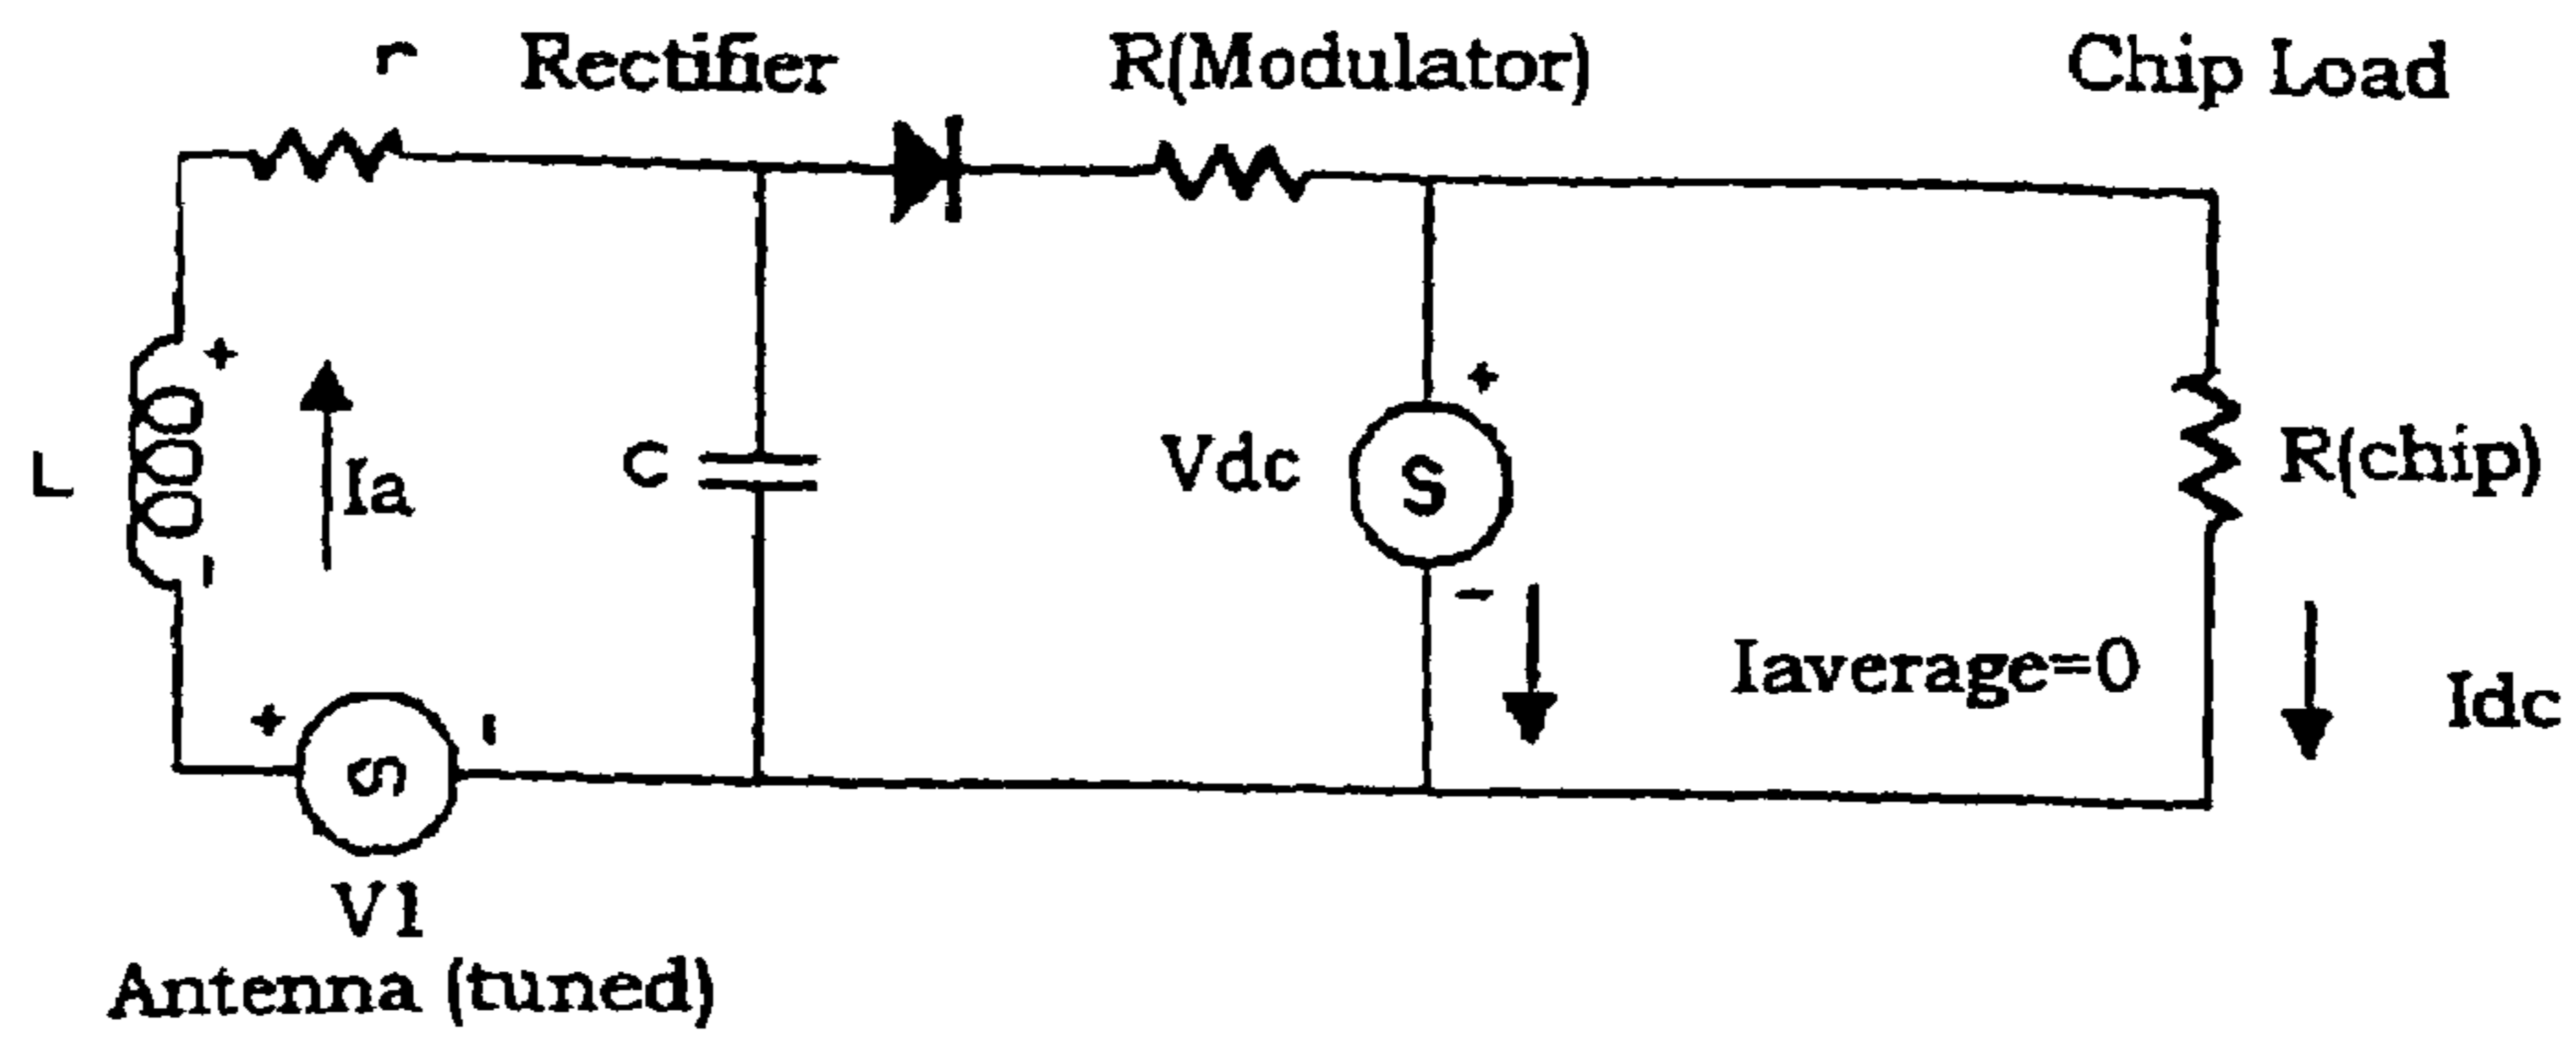 r Rectifier R(Modulator) Chip Load
+ +
L Ia C Vdc S R(chip)
- -
Iaverage=0 Idc
+ S -
V1
Antenna (tuned)